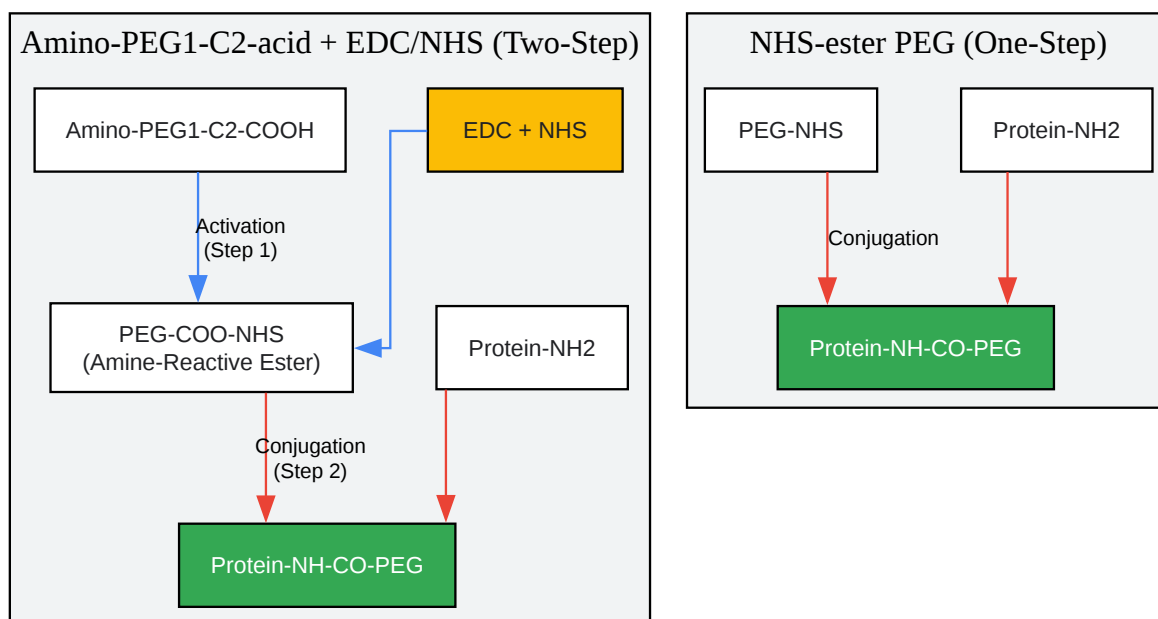 Amino-PEG1-C2-acid + EDC/NHS (Two-Step)
Amino-PEG1-C2-COOH
EDC + NHS
Activation
(Step 1)
PEG-COO-NHS
(Amine-Reactive Ester)
Protein-NH2
Conjugation
(Step 2)
Protein-NH-CO-PEG
NHS-ester PEG (One-Step)
PEG-NHS
Protein-NH2
Conjugation
Protein-NH-CO-PEG